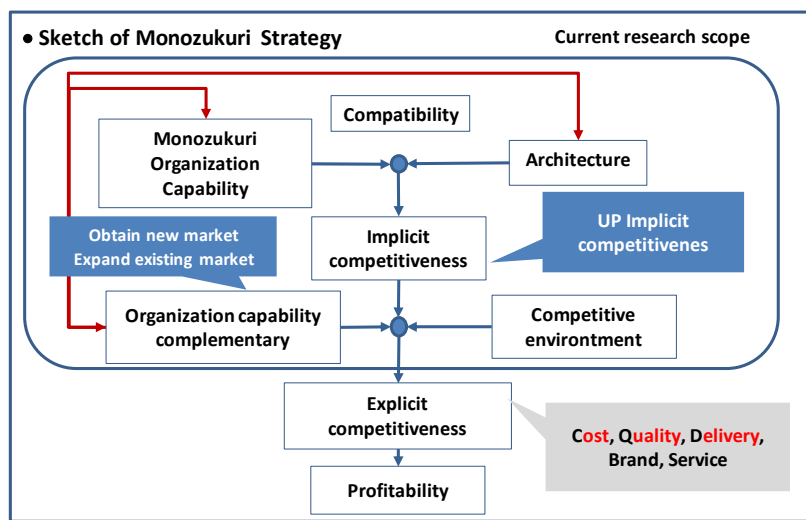 • Sketch of Monozukuri Strategy
Current research scope
Compatibility
Monozukuri
Organization
Capability
Architecture
Obtain new market
Expand existing market
Implicit
competitiveness
UP Implicit
competitivenes
Organization capability
complementary
Competitive
environtment
Explicit
competitiveness
Cost, Quality, Delivery,
Brand, Service
Profitability